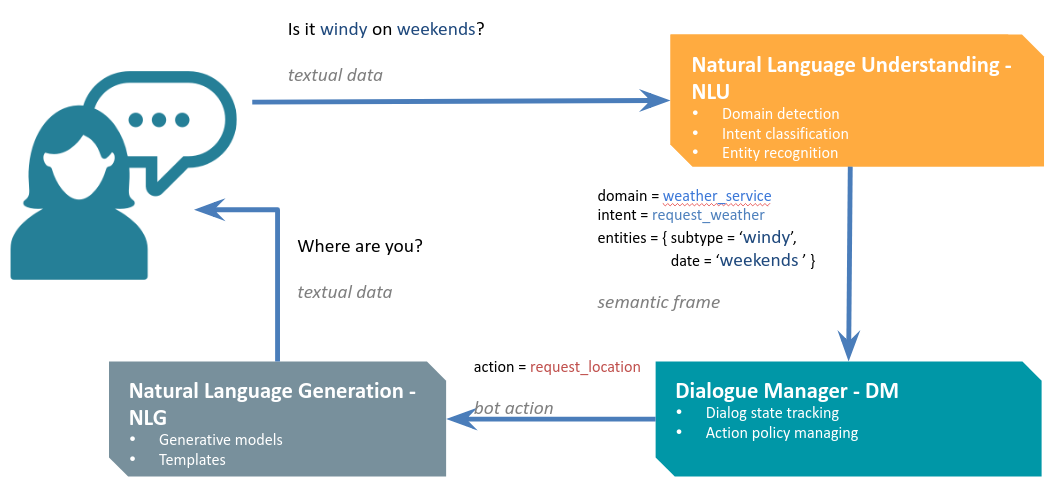 Is it windy on weekends?
textual data
Natural Language Understanding -
NLU
• Domain detection
• Intent classification
• Entity recognition
domain = weather_service
intent = request_weather
entities = { subtype = ‘windy’,
date = ‘weekends ’ }
semantic frame
Where are you?
textual data
action = request_location
bot action
Natural Language Generation -
NLG
• Generative models
• Templates
Dialogue Manager - DM
• Dialog state tracking
• Action policy managing